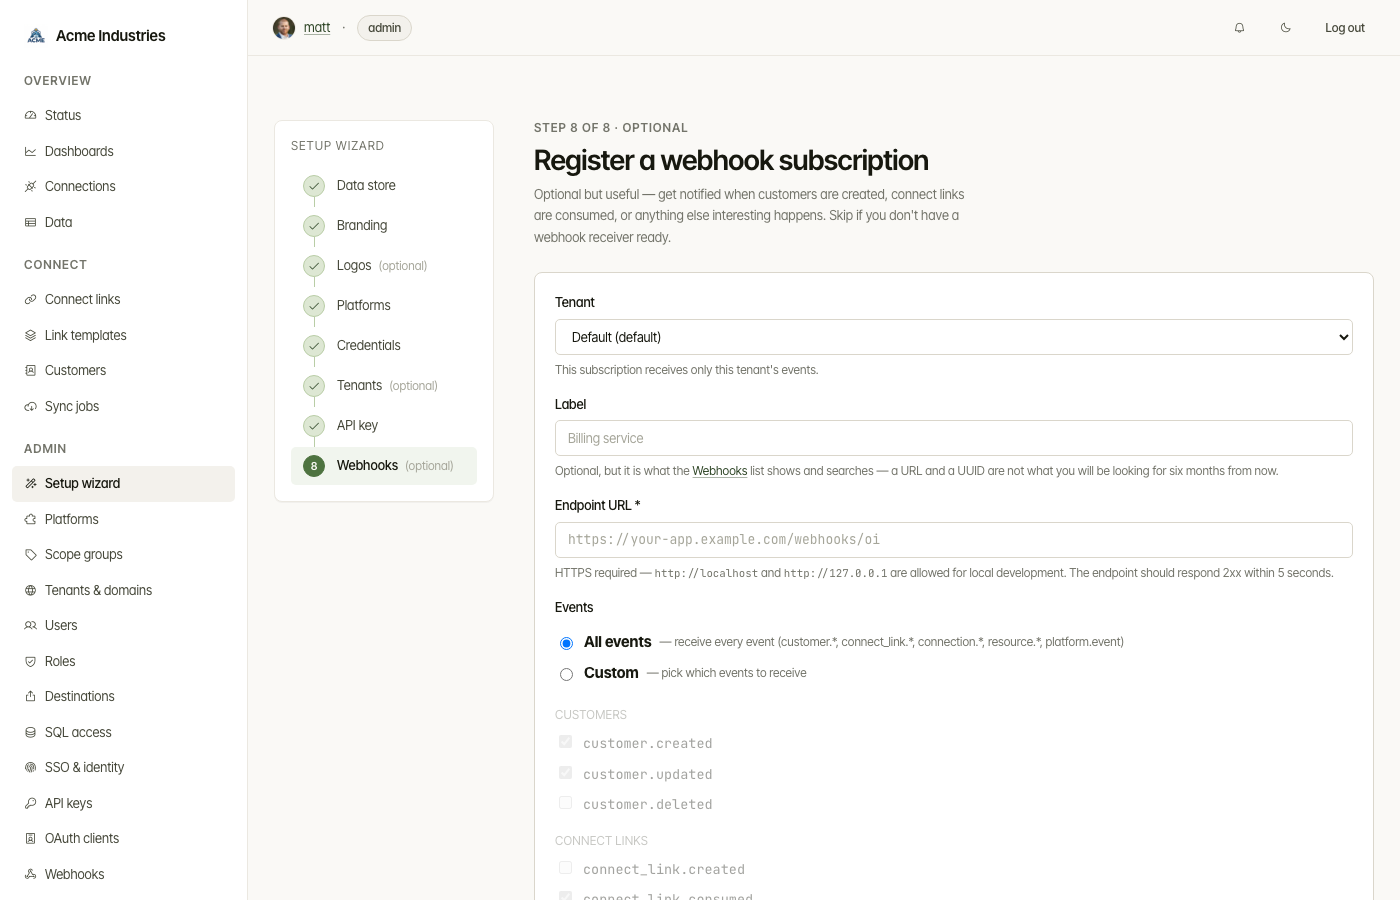 ACME
Acme Industries
OVERVIEW
Status
Dashboards
Connections
Data
CONNECT
Connect links
Link templates
Customers
Sync jobs
ADMIN
Setup wizard
Platforms
Scope groups
Tenants & domains
Users
Roles
Destinations
SQL access
SSO & identity
API keys
OAuth clients
Webhooks
matt · admin
Log out
SETUP WIZARD
Data store
Branding
Logos (optional)
Platforms
Credentials
Tenants (optional)
API key
8 Webhooks (optional)
STEP 8 OF 8 · OPTIONAL
Register a webhook subscription
Optional but useful — get notified when customers are created, connect links
are consumed, or anything else interesting happens. Skip if you don't have a
webhook receiver ready.
Tenant
Default (default)
This subscription receives only this tenant's events.
Label
Billing service
Optional, but it is what the Webhooks list shows and searches — a URL and a UUID are not what you will be looking for six months from now.
Endpoint URL *
https://your-app.example.com/webhooks/oi
HTTPS required — http://localhost and http://127.0.0.1 are allowed for local development. The endpoint should respond 2xx within 5 seconds.
Events
All events — receive every event (customer.*, connect_link.*, connection.*, resource.*, platform.event)
Custom — pick which events to receive
CUSTOMERS
customer.created
customer.updated
customer.deleted
CONNECT LINKS
connect_link.created
connect_link.consumed